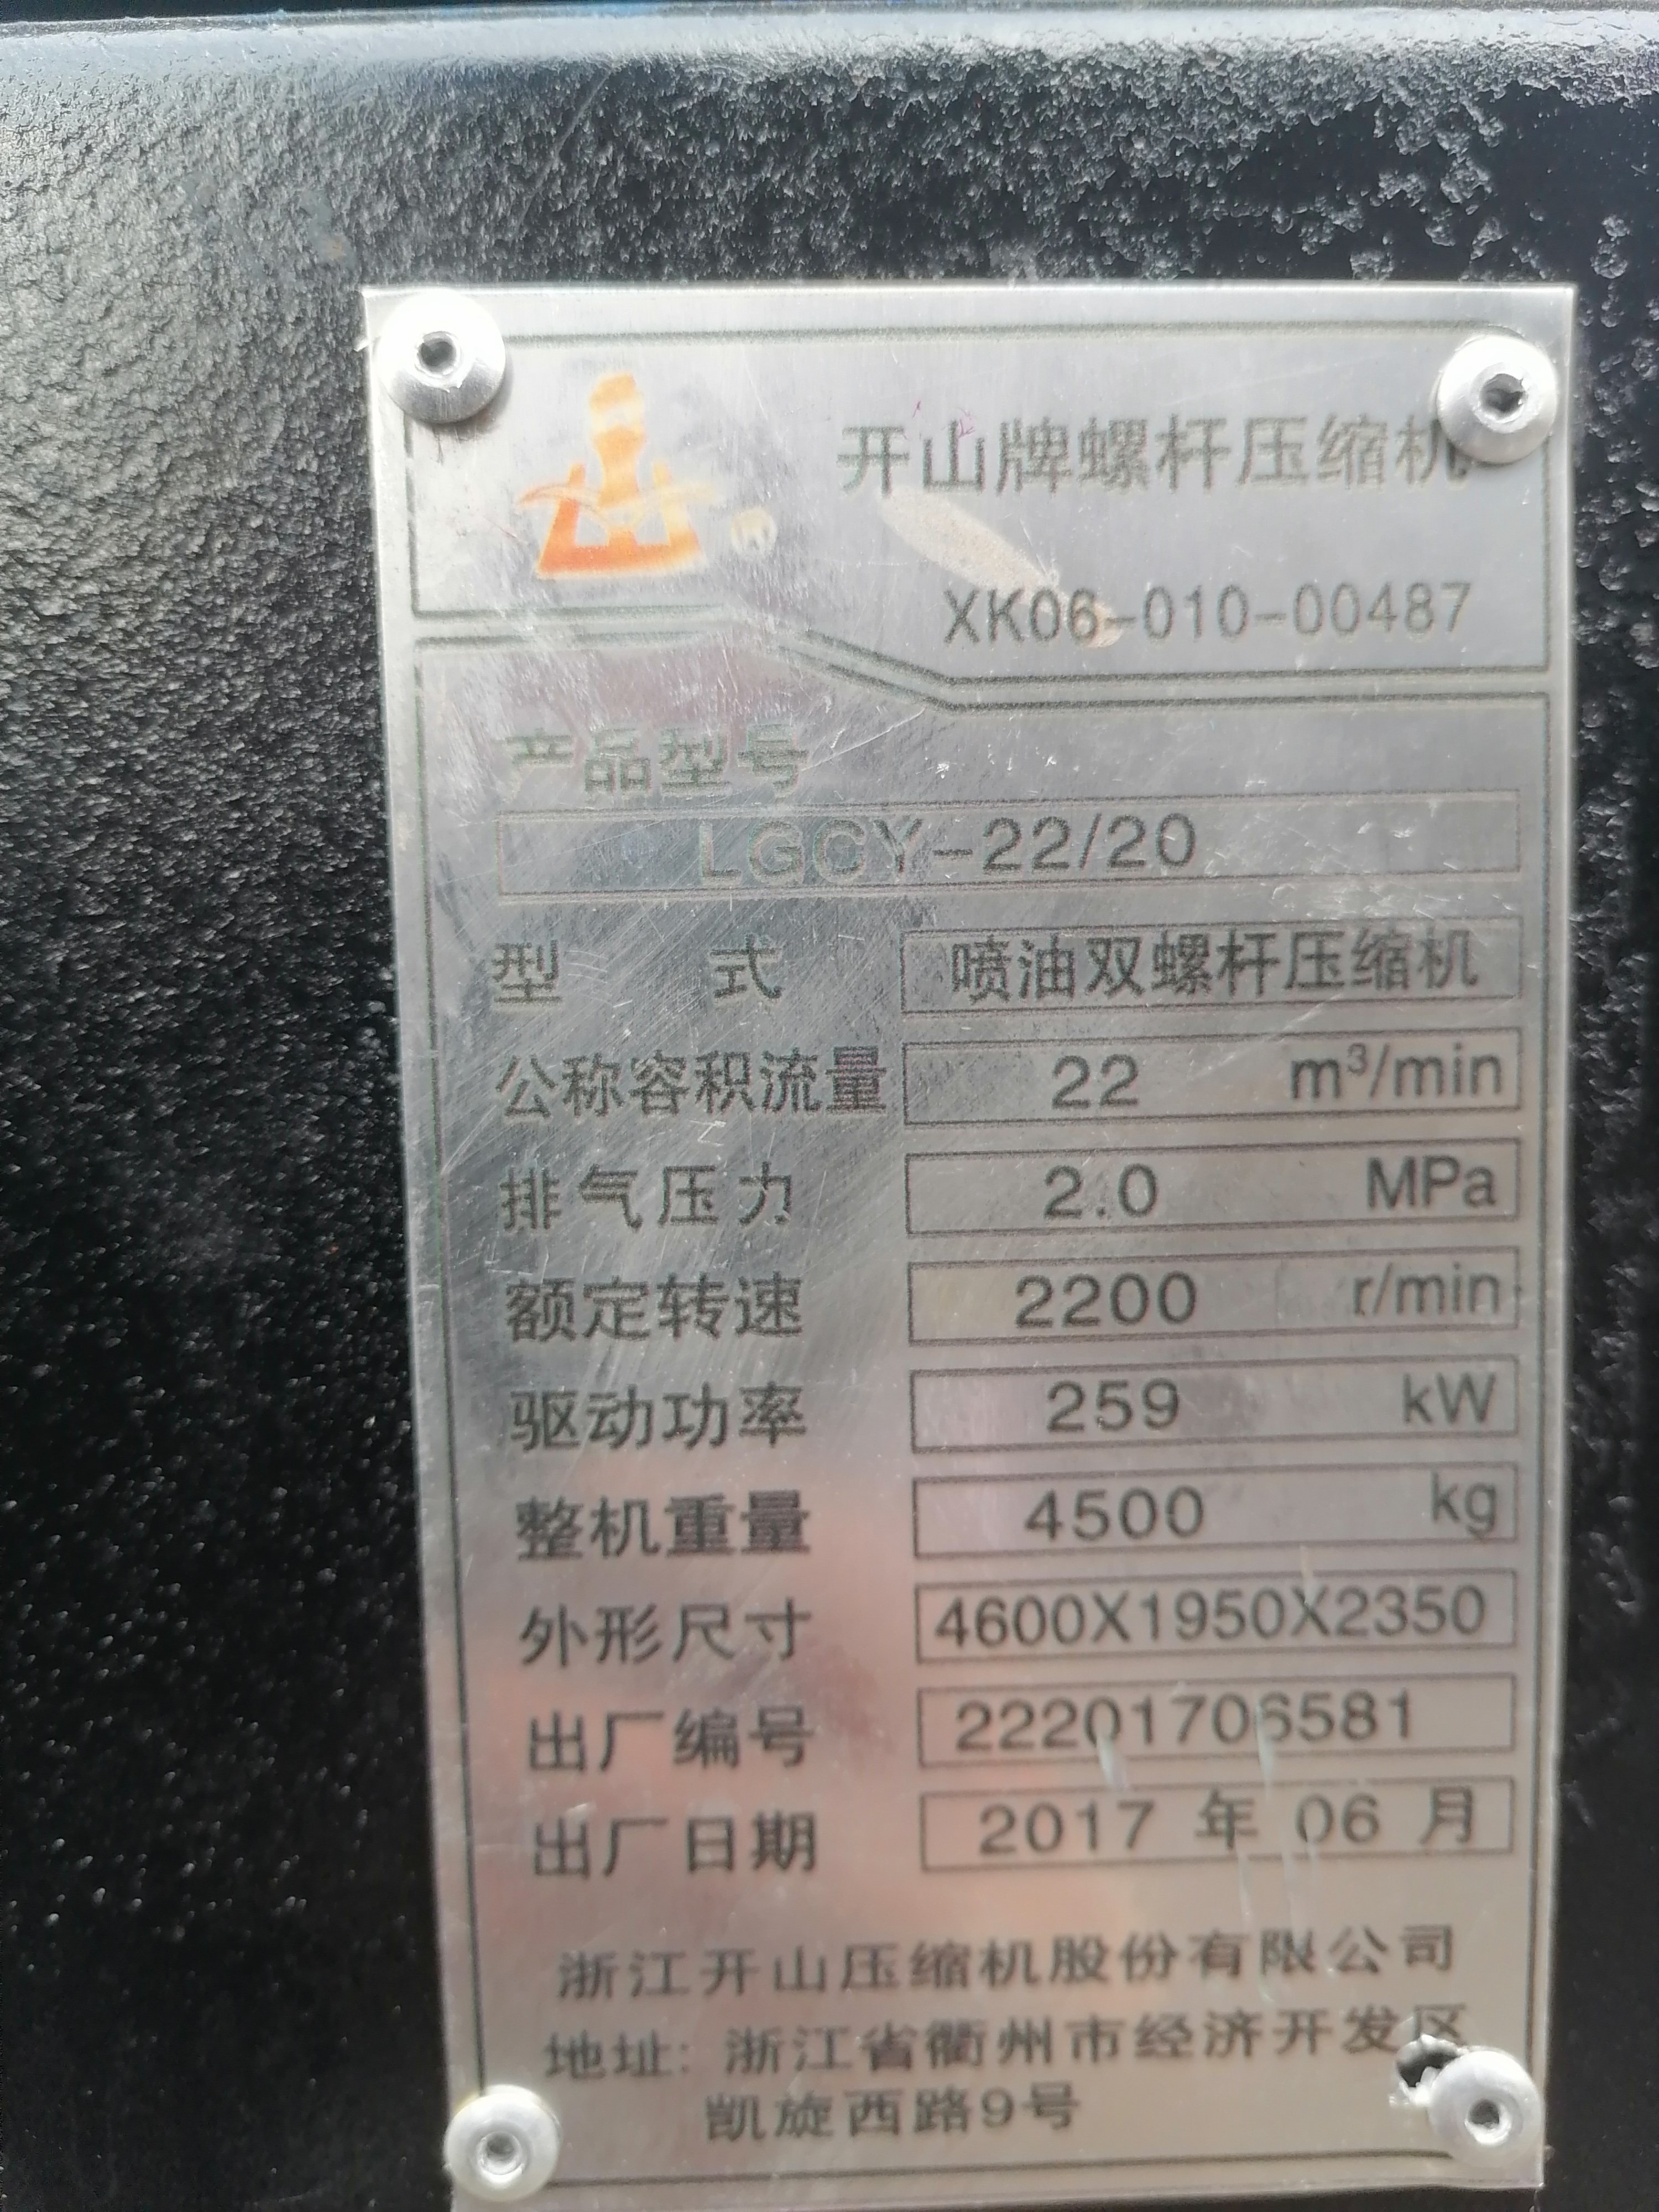 开山牌螺杆压缩机
XK06-010-00487
产品型号
LGCY-22/20
型 式 喷油双螺杆压缩机
公称容积流量 22 m³/min
排气压力 2.0 MPa
额定转速 2200 r/min
驱动功率 259 kW
整机重量 4500 kg
外形尺寸 4600X1950X2350
出厂编号 22201706581
出厂日期 2017 年 06 月
浙江开山压缩机股份有限公司
地址: 浙江省衢州市经济开发区
凯旋西路9号